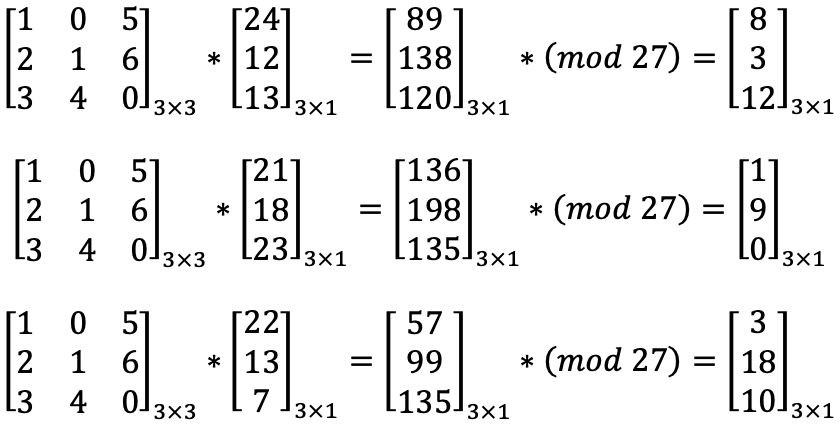 [1 0 5; 2 1 6; 3 4 0]3×3 * [24; 12; 13]3×1 = [89; 138; 120]3×1 * (mod 27) = [8; 3; 12]3×1
[1 0 5; 2 1 6; 3 4 0]3×3 * [21; 18; 23]3×1 = [136; 198; 135]3×1 * (mod 27) = [1; 9; 0]3×1
[1 0 5; 2 1 6; 3 4 0]3×3 * [22; 13; 7]3×1 = [57; 99; 135]3×1 * (mod 27) = [3; 18; 10]3×1